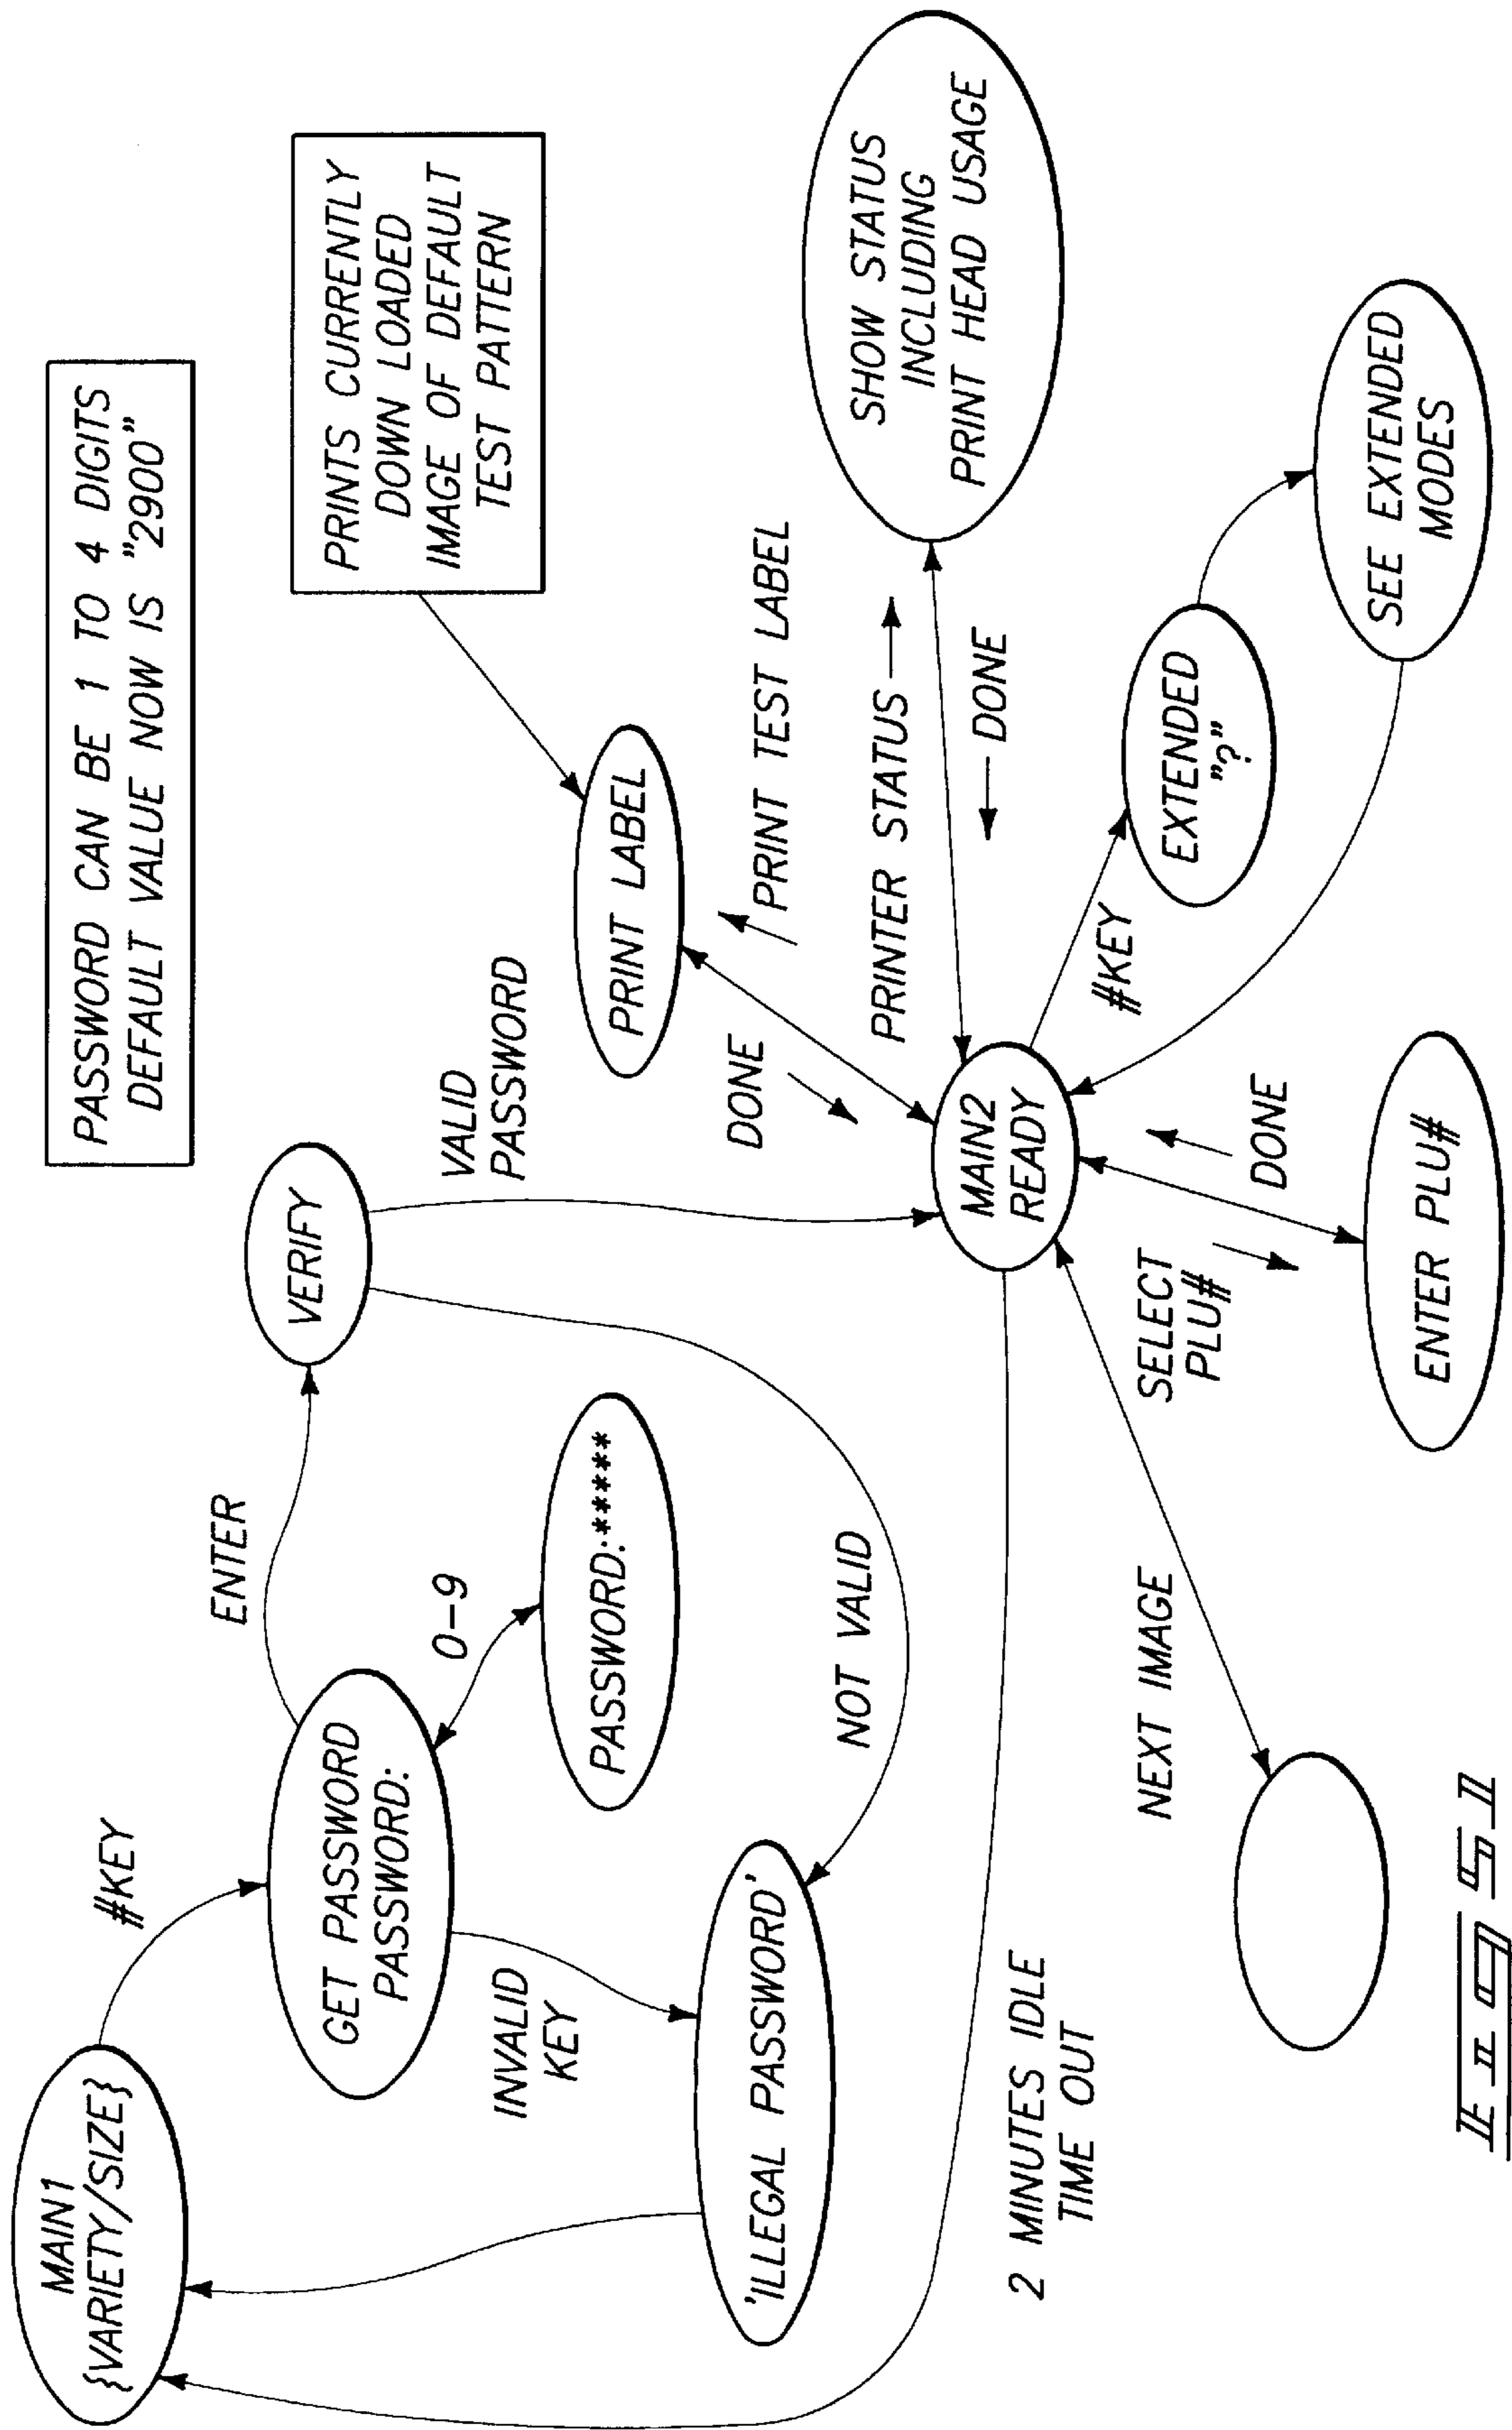 PASSWORD CAN BE 1 TO 4 DIGITS
DEFAULT VALUE NOW IS "2900"
PRINTS CURRENTLY
DOWN LOADED
IMAGE OF DEFAULT
TEST PATTERN
MAIN1
{VARIETY/SIZE}
#KEY
GET PASSWORD
PASSWORD:
ENTER
VERIFY
0-9
PASSWORD:*****
INVALID
KEY
'ILLEGAL PASSWORD'
NOT VALID
VALID
PASSWORD
PRINT LABEL
DONE
PRINT TEST LABEL
PRINTER STATUS
DONE
SHOW STATUS
INCLUDING
PRINT HEAD USAGE
MAIN2
READY
#KEY
EXTENDED
"?"
SEE EXTENDED
MODES
2 MINUTES IDLE
TIME OUT
NEXT IMAGE
SELECT
PLU#
DONE
ENTER PLU#
FIG 51